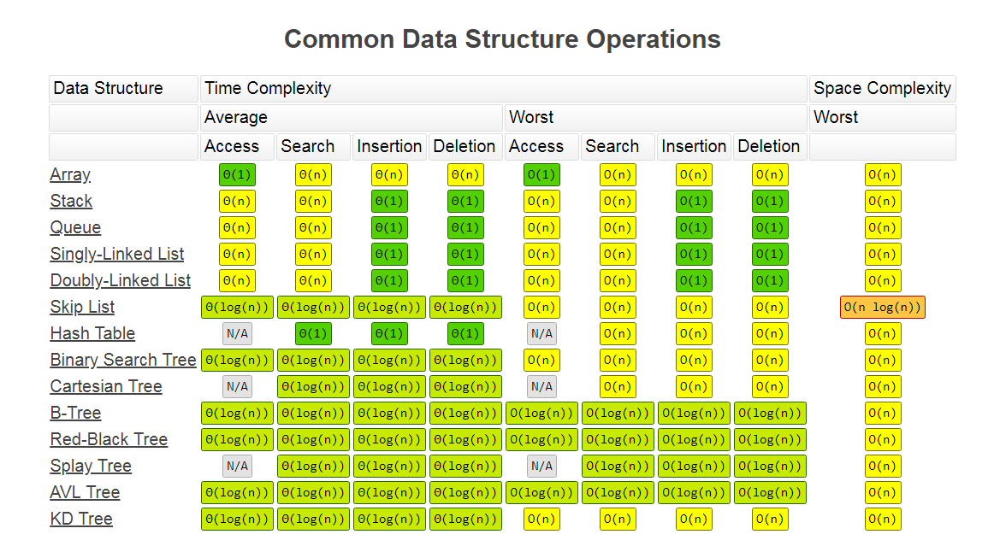 Common Data Structure Operations
Data Structure Time Complexity Space Complexity
Average Worst Worst
Access Search Insertion Deletion Access Search Insertion Deletion
Array Θ(1) Θ(n) Θ(n) Θ(n) O(1) O(n) O(n) O(n) O(n)
Stack Θ(n) Θ(n) Θ(1) Θ(1) O(n) O(n) O(1) O(1) O(n)
Queue Θ(n) Θ(n) Θ(1) Θ(1) O(n) O(n) O(1) O(1) O(n)
Singly-Linked List Θ(n) Θ(n) Θ(1) Θ(1) O(n) O(n) O(1) O(1) O(n)
Doubly-Linked List Θ(n) Θ(n) Θ(1) Θ(1) O(n) O(n) O(1) O(1) O(n)
Skip List Θ(log(n)) Θ(log(n)) Θ(log(n)) Θ(log(n)) O(n) O(n) O(n) O(n) O(n log(n))
Hash Table N/A Θ(1) Θ(1) Θ(1) N/A O(n) O(n) O(n) O(n)
Binary Search Tree Θ(log(n)) Θ(log(n)) Θ(log(n)) Θ(log(n)) O(n) O(n) O(n) O(n) O(n)
Cartesian Tree N/A Θ(log(n)) Θ(log(n)) Θ(log(n)) N/A O(n) O(n) O(n) O(n)
B-Tree Θ(log(n)) Θ(log(n)) Θ(log(n)) Θ(log(n)) O(log(n)) O(log(n)) O(log(n)) O(log(n)) O(n)
Red-Black Tree Θ(log(n)) Θ(log(n)) Θ(log(n)) Θ(log(n)) O(log(n)) O(log(n)) O(log(n)) O(log(n)) O(n)
Splay Tree N/A Θ(log(n)) Θ(log(n)) Θ(log(n)) N/A O(log(n)) O(log(n)) O(log(n)) O(n)
AVL Tree Θ(log(n)) Θ(log(n)) Θ(log(n)) Θ(log(n)) O(log(n)) O(log(n)) O(log(n)) O(log(n)) O(n)
KD Tree Θ(log(n)) Θ(log(n)) Θ(log(n)) Θ(log(n)) O(n) O(n) O(n) O(n) O(n)